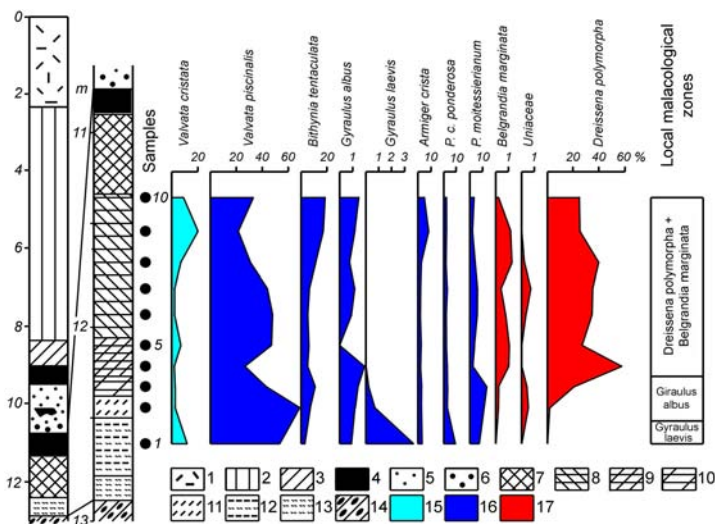 0
2
4
6
8
10
12
m
11
12
13
Samples
10
5
1
Valvata cristata
Valvata piscinalis
Bithynia tentaculata
Gyraulus albus
Gyraulus laevis
Armiger crista
P. c. ponderosa
P. moitessierianum
Belgrandia marginata
Uniaceae
Dreissena polymorpha
20
20 40 60
20
1
1 2 3
10
10
10
1
1
20 40 60 %
Local malacological
zones
Dreissena polymorpha +
Belgrandia marginata
Giraulus
albus
Gyraulus
laevis
1 2 3 4 5 6 7 8 9 10
11 12 13 14 15 16 17